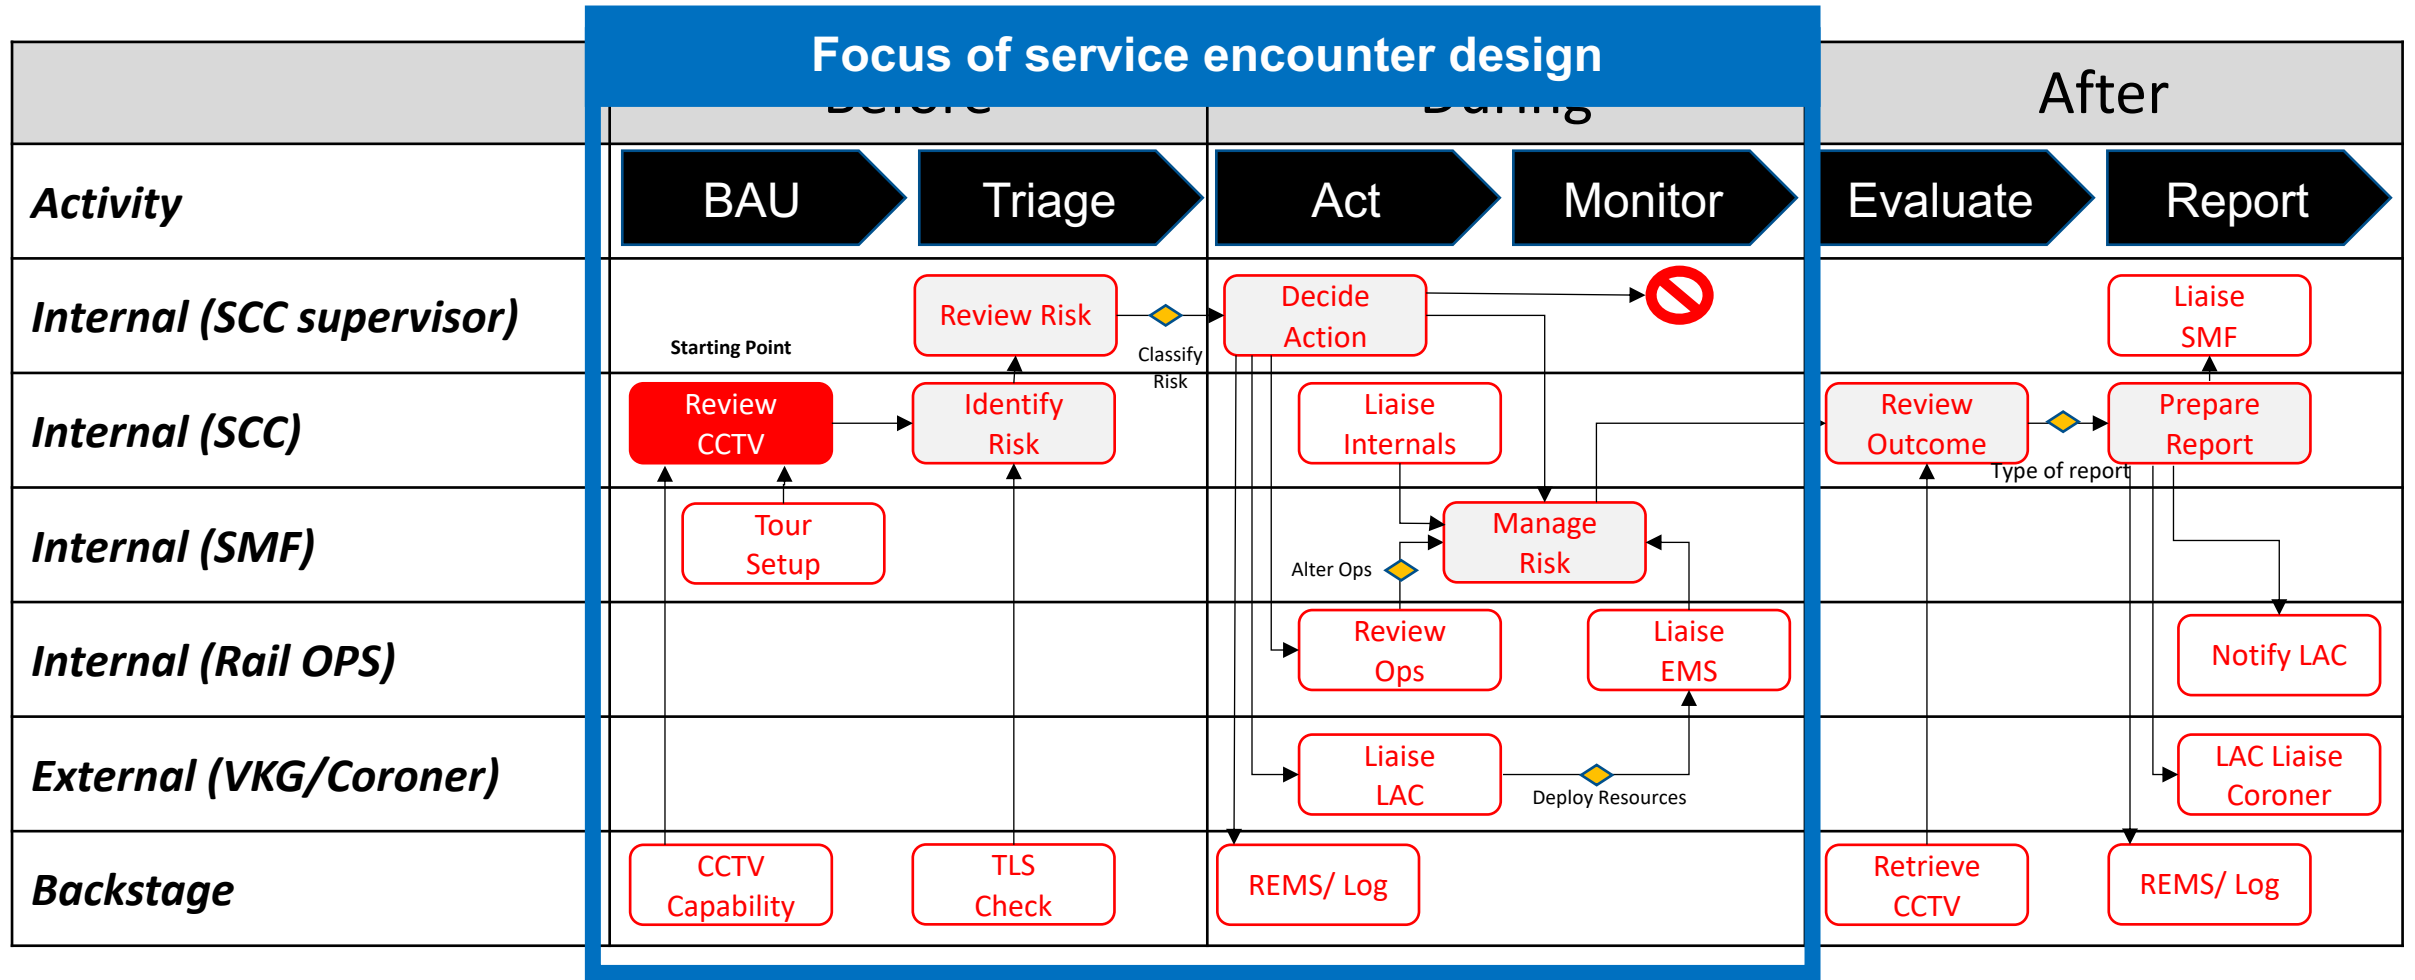 Focus of service encounter design
Before
During
After
Activity
BAU
Triage
Act
Monitor
Evaluate
Report
Internal (SCC supervisor)
Starting Point
Review Risk
Classify
Risk
Decide
Action
Liaise
SMF
Internal (SCC)
Review
CCTV
Identify
Risk
Liaise
Internals
Review
Outcome
Type of report
Prepare
Report
Internal (SMF)
Tour
Setup
Alter Ops
Manage
Risk
Internal (Rail OPS)
Review
Ops
Liaise
EMS
Notify LAC
External (VKG/Coroner)
Liaise
LAC
Deploy Resources
LAC Liaise
Coroner
Backstage
CCTV
Capability
TLS
Check
REMS/ Log
Retrieve
CCTV
REMS/ Log